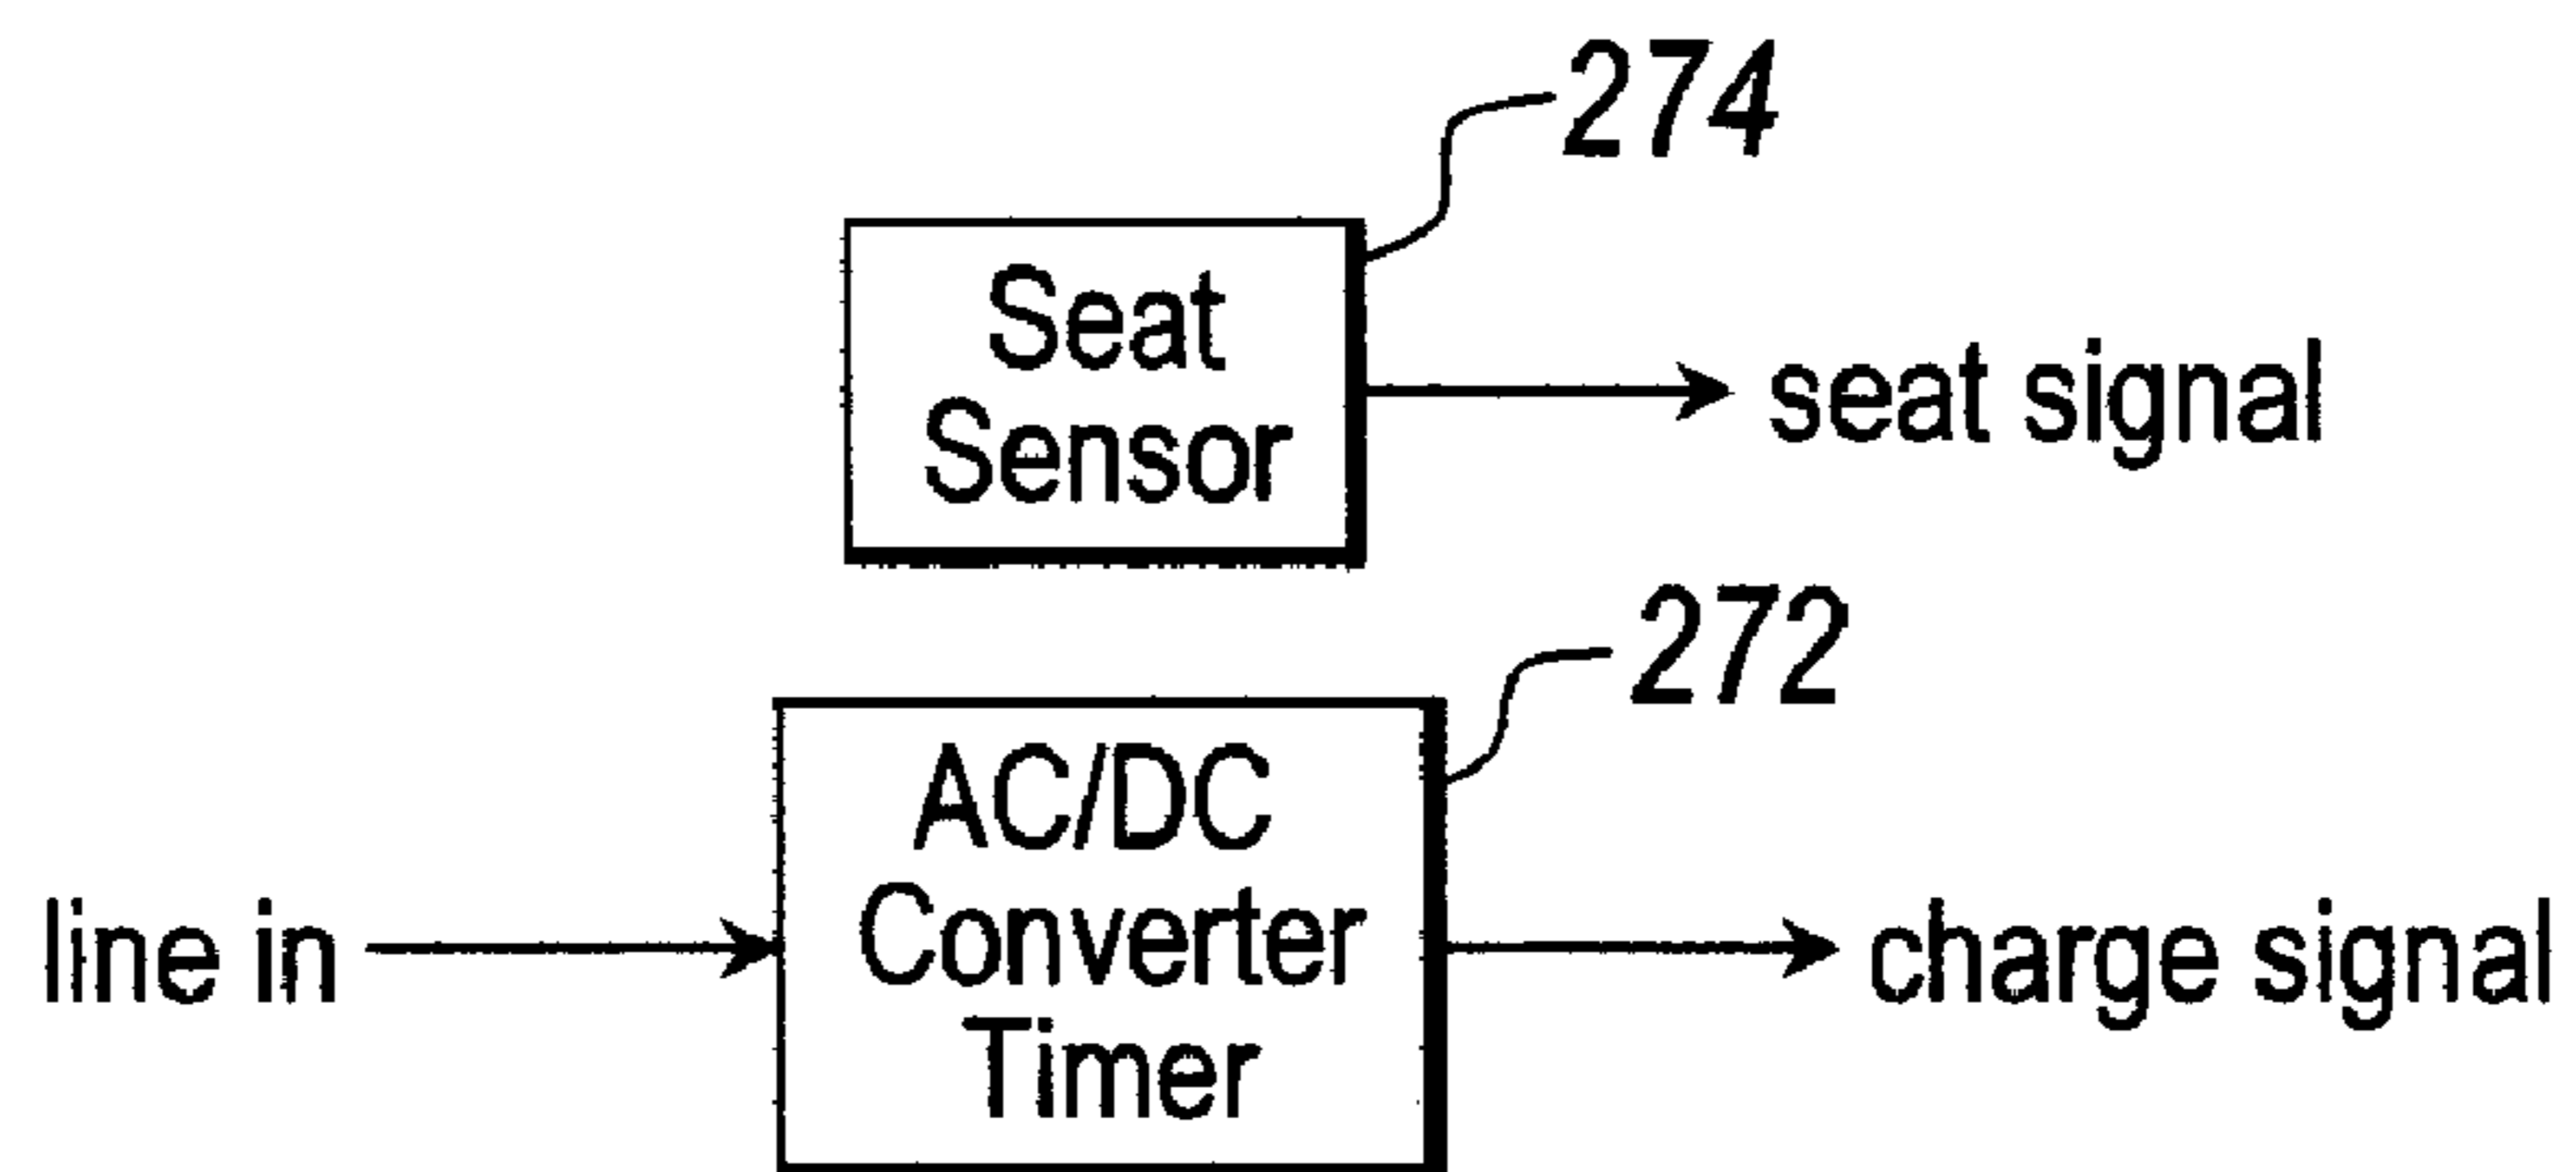 274
Seat
Sensor
seat signal
272
AC/DC
Converter
Timer
line in
charge signal